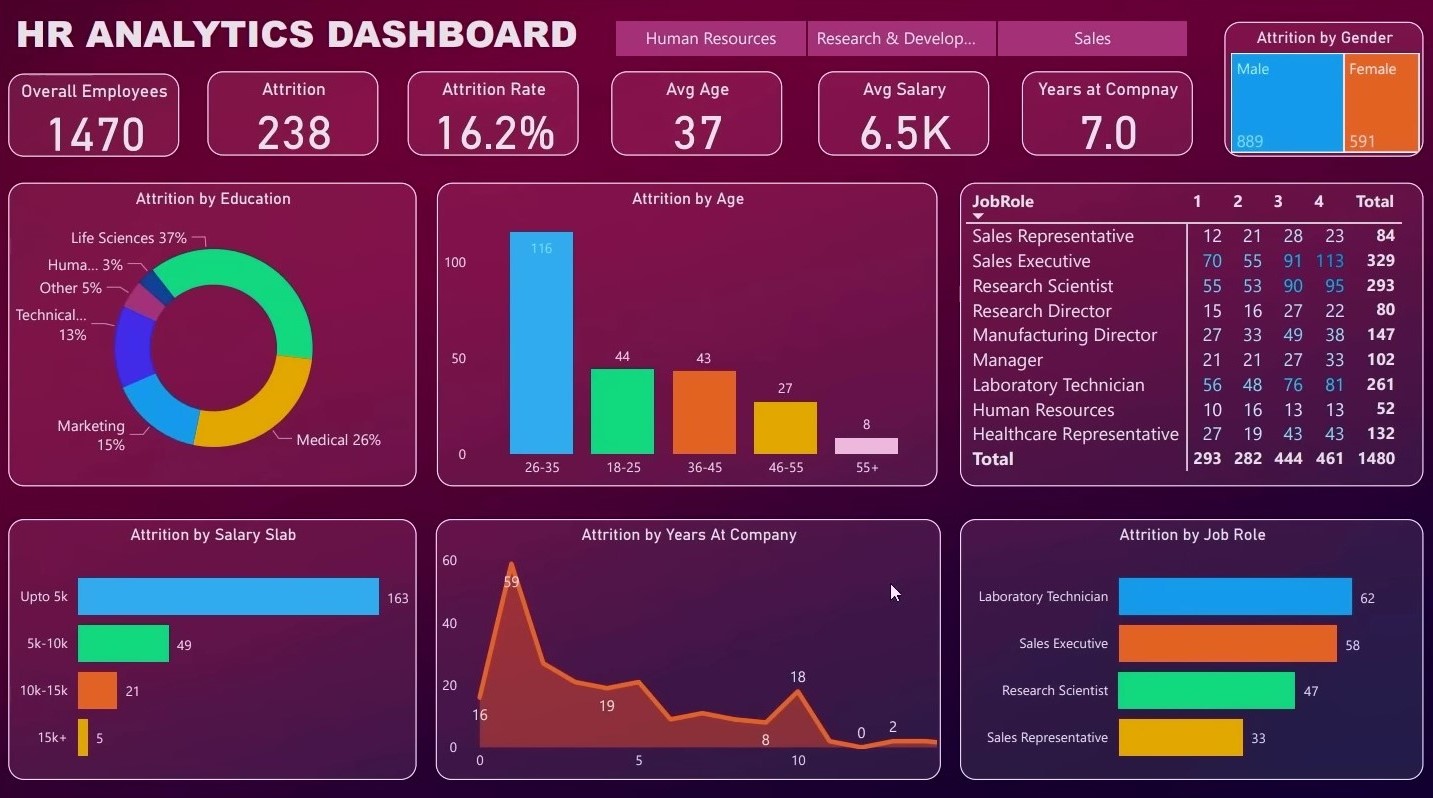 HR ANALYTICS DASHBOARD
Human Resources
Research & Develop...
Sales
Overall Employees
1470
Attrition
238
Attrition Rate
16.2%
Avg Age
37
Avg Salary
6.5K
Years at Compnay
7.0
Attrition by Gender
Male
Female
889
591
Attrition by Education
Life Sciences 37%
Huma... 3%
Other 5%
Technical...
13%
Marketing
15%
Medical 26%
Attrition by Age
100
50
0
116
44
43
27
8
26-35
18-25
36-45
46-55
55+
JobRole 1 2 3 4 Total
Sales Representative 12 21 28 23 84
Sales Executive 70 55 91 113 329
Research Scientist 55 53 90 95 293
Research Director 15 16 27 22 80
Manufacturing Director 27 33 49 38 147
Manager 21 21 27 33 102
Laboratory Technician 56 48 76 81 261
Human Resources 10 16 13 13 52
Healthcare Representative 27 19 43 43 132
Total 293 282 444 461 1480
Attrition by Salary Slab
Upto 5k 163
5k-10k 49
10k-15k 21
15k+ 5
Attrition by Years At Company
60
40
20
0
59
16
19
8
18
0
2
0
5
10
Attrition by Job Role
Laboratory Technician 62
Sales Executive 58
Research Scientist 47
Sales Representative 33